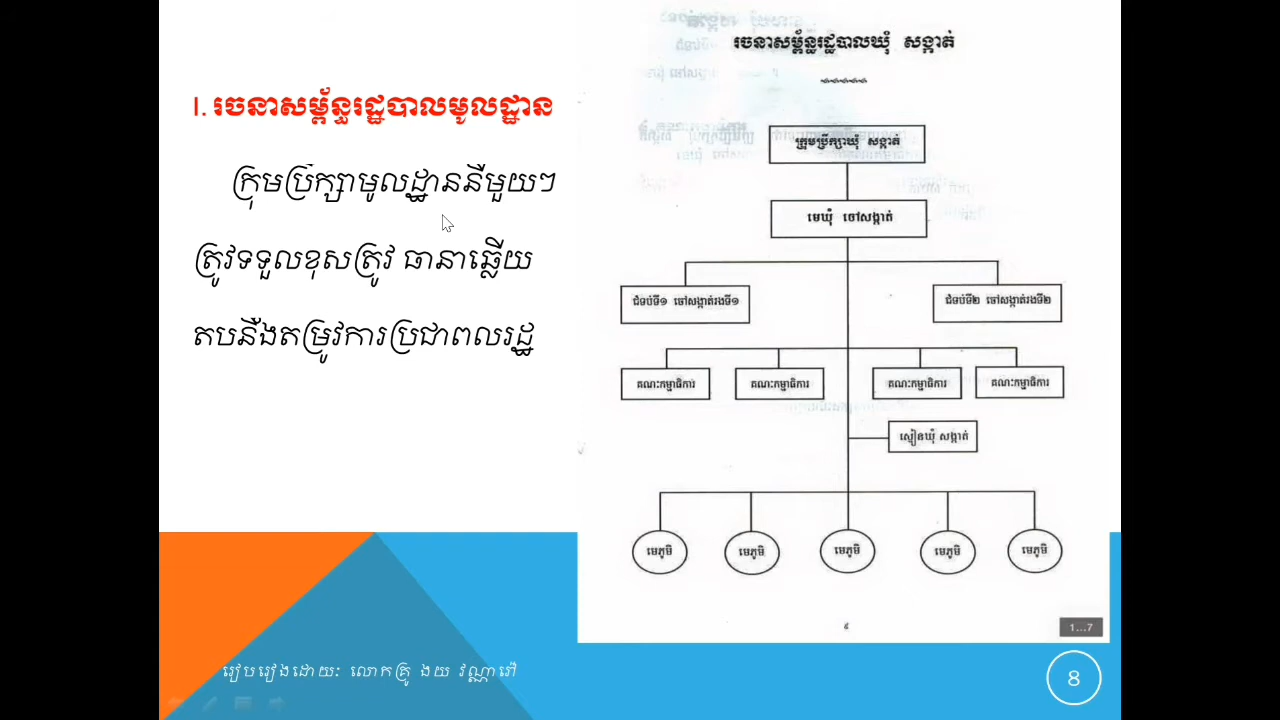 I. រចនាសម្ព័ន្ធរដ្ឋបាលមូលដ្ឋាន
ក្រុមប្រឹក្សាមូលដ្ឋាននីមួយៗ
ត្រូវទទួលខុសត្រូវ ធានាឆ្លើយ
តបនឹងតម្រូវការប្រជាពលរដ្ឋ
រចនាសម្ព័ន្ធរដ្ឋបាលឃុំ សង្កាត់
ក្រុមប្រឹក្សាឃុំ សង្កាត់
មេឃុំ ចៅសង្កាត់
ជំទប់ទី១ ចៅសង្កាត់រងទី១
ជំទប់ទី២ ចៅសង្កាត់រងទី២
គណៈកម្មាធិការ
គណៈកម្មាធិការ
គណៈកម្មាធិការ
គណៈកម្មាធិការ
ស្មៀនឃុំ សង្កាត់
មេភូមិ
មេភូមិ
មេភូមិ
មេភូមិ
មេភូមិ
1...7
រៀបរៀងដោយៈ លោកគ្រូ ងយ វណ្ណារើ
8